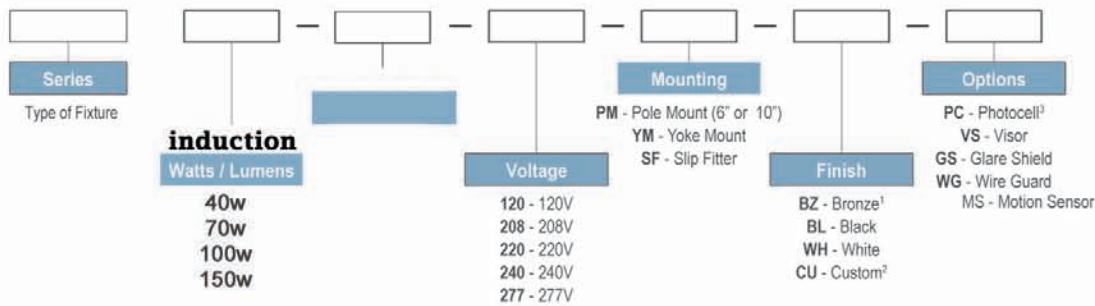 Series
Type of Fixture
induction
Watts / Lumens
40w
70w
100w
150w
Voltage
120 - 120V
208 - 208V
220 - 220V
240 - 240V
277 - 277V
Mounting
PM - Pole Mount (6" or 10")
YM - Yoke Mount
SF - Slip Fitter
Finish
BZ - Bronze¹
BL - Black
WH - White
CU - Custom²
Options
PC - Photocell³
VS - Visor
GS - Glare Shield
WG - Wire Guard
MS - Motion Sensor